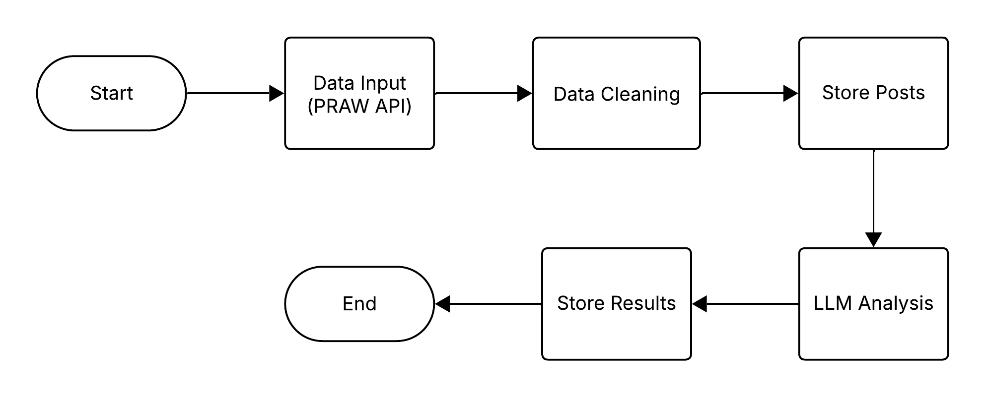 Start
Data Input
(PRAW API)
Data Cleaning
Store Posts
End
Store Results
LLM Analysis